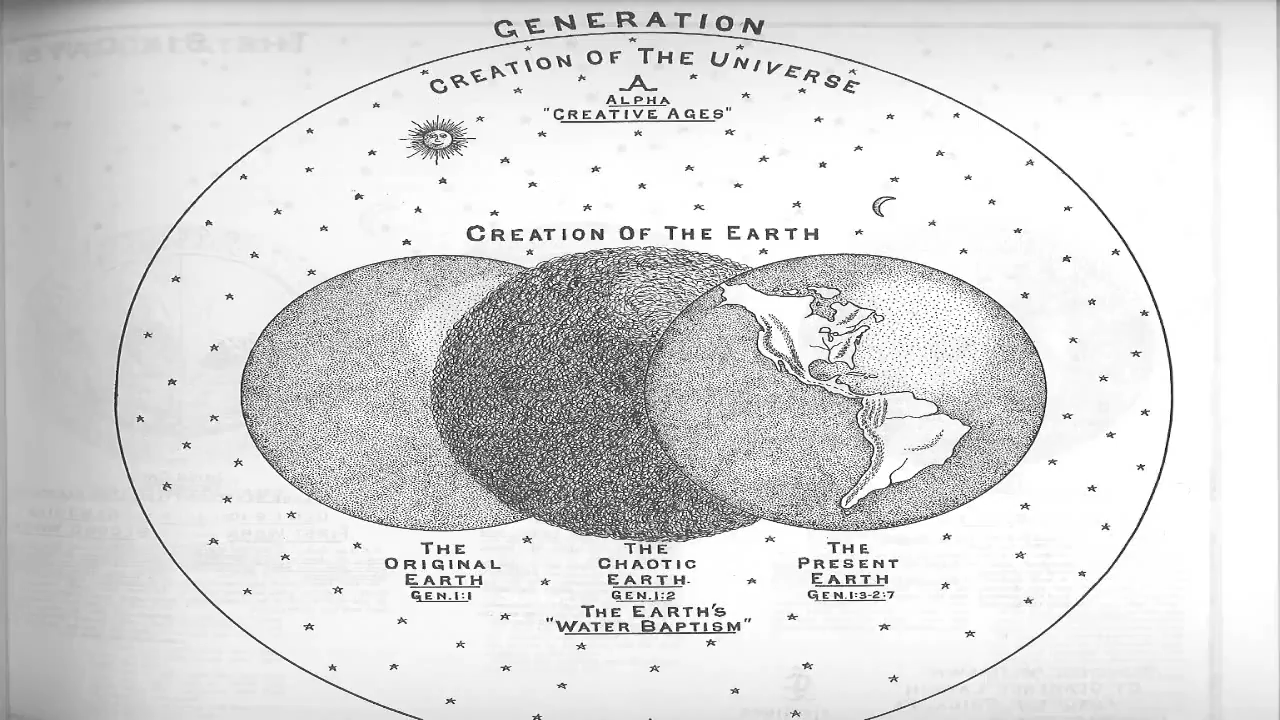 GENERATION
CREATION OF THE UNIVERSE
A
ALPHA
"CREATIVE AGES"
CREATION OF THE EARTH
THE
ORIGINAL
EARTH
GEN.1:1
THE
CHAOTIC
EARTH.
GEN.1:2
THE EARTH'S
"WATER BAPTISM"
THE
PRESENT
EARTH
GEN.1:3-2:7